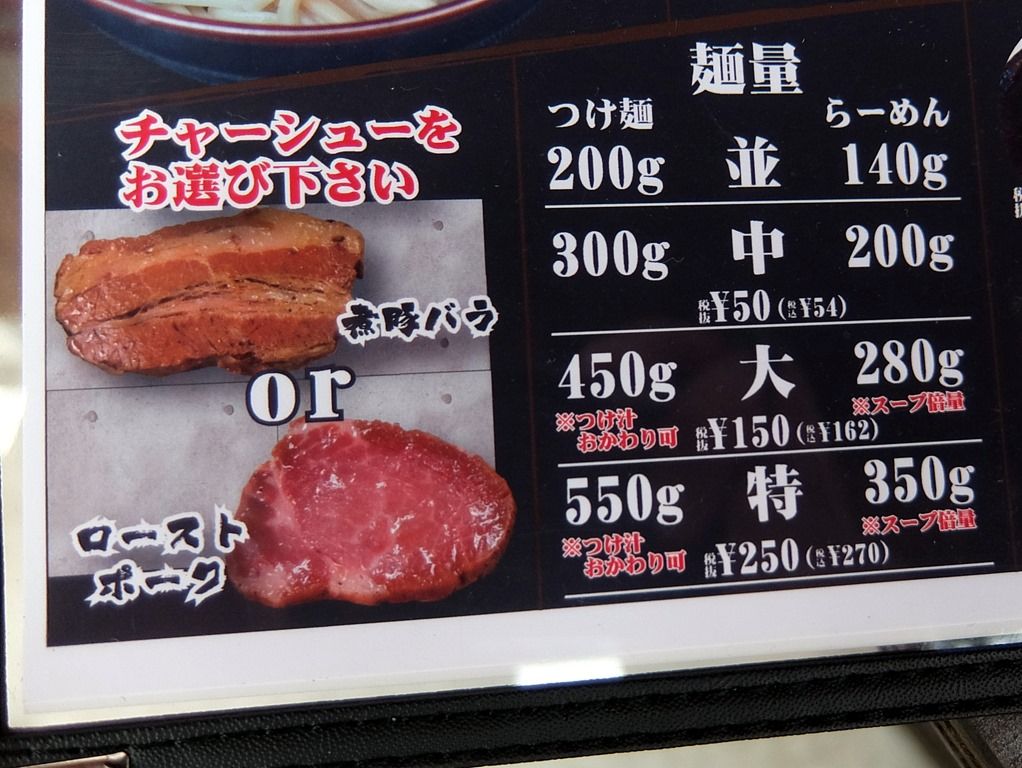 チャーシューを
お選び下さい
煮豚バラ
or
ロースト
ポーク
麺量
つけ麺 らーめん
200g 並 140g
300g 中 200g
税抜¥50(税込¥54)
450g 大 280g
※つけ汁
おかわり可
※スープ倍量
税抜¥150(税込¥162)
550g 特 350g
※つけ汁
おかわり可
※スープ倍量
税抜¥250(税込¥270)
税抜